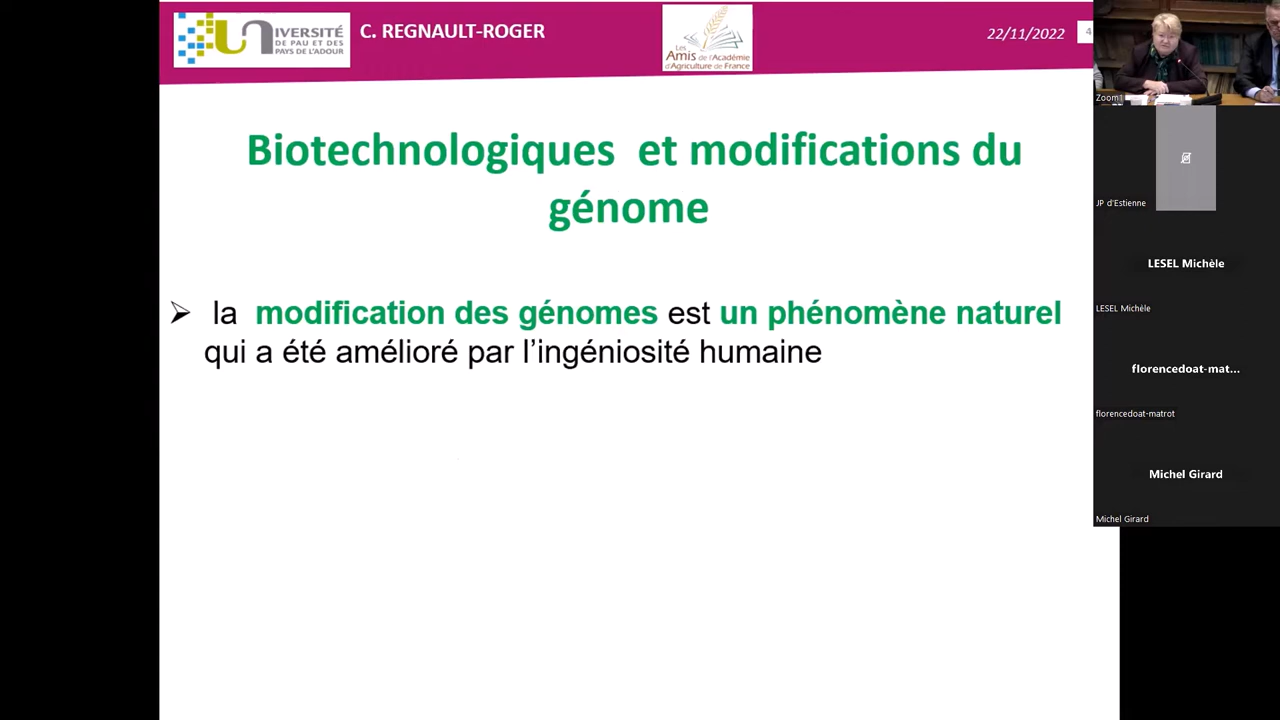 UNIVERSITÉ
DE PAU ET DES
PAYS DE L'ADOUR
C. REGNAULT-ROGER
Les
Amis de l'Académie
d'Agriculture de France
22/11/2022
4
Biotechnologiques et modifications du
génome
➢ la modification des génomes est un phénomène naturel
qui a été amélioré par l'ingéniosité humaine
Zoom1
JP d'Estienne
LESEL Michèle
LESEL Michèle
florencedoat-mat...
florencedoat-matrot
Michel Girard
Michel Girard